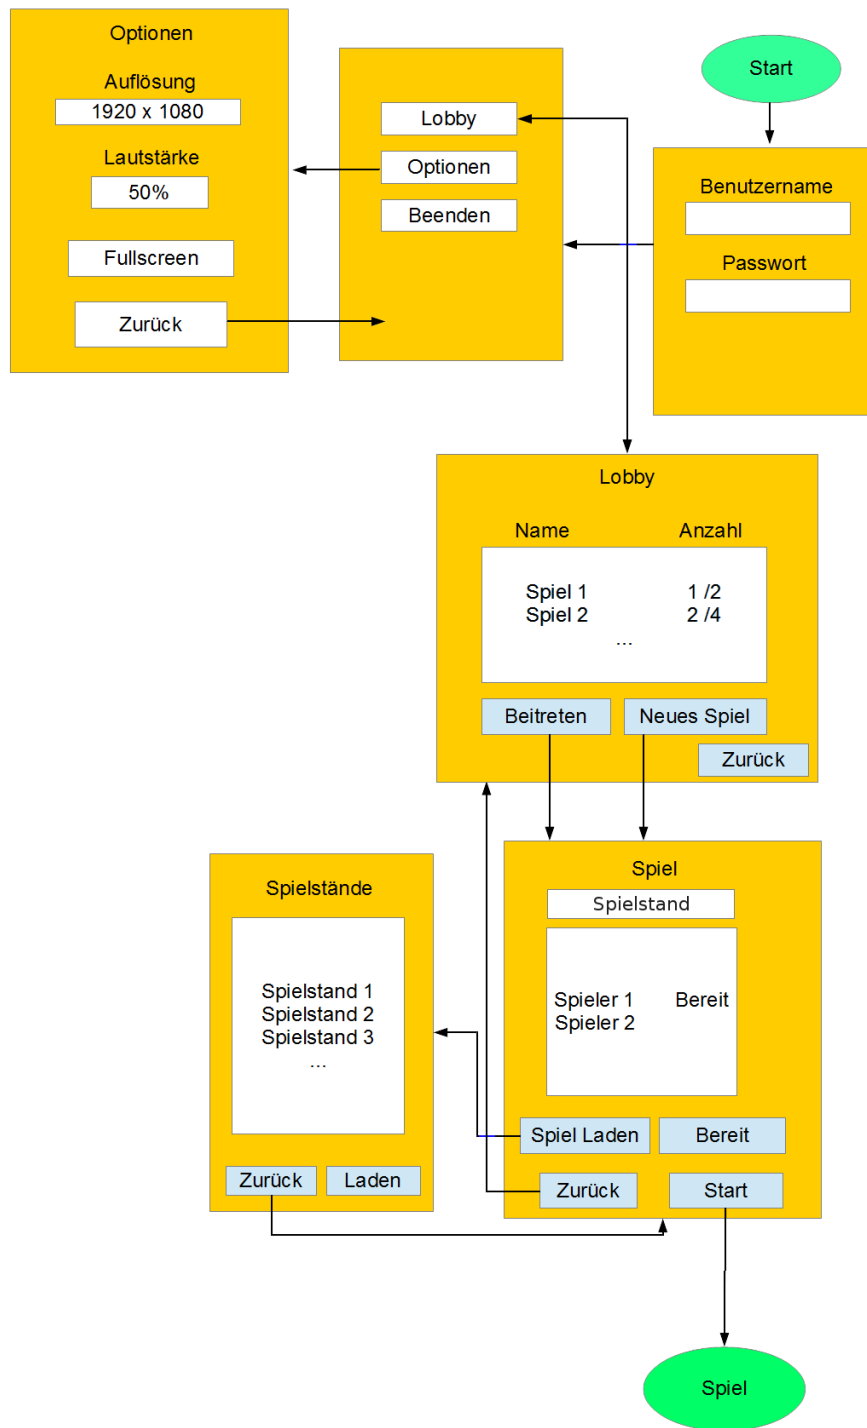 Optionen
Auflösung
1920 x 1080
Lautstärke
50%
Fullscreen
Zurück
Lobby
Optionen
Beenden
Start
Benutzername
Passwort
Lobby
Name Anzahl
Spiel 1 1 /2
Spiel 2 2 /4
...
Beitreten Neues Spiel
Zurück
Spielstände
Spielstand 1
Spielstand 2
Spielstand 3
...
Zurück Laden
Spiel
Spielstand
Spieler 1 Bereit
Spieler 2
Spiel Laden Bereit
Zurück Start
Spiel